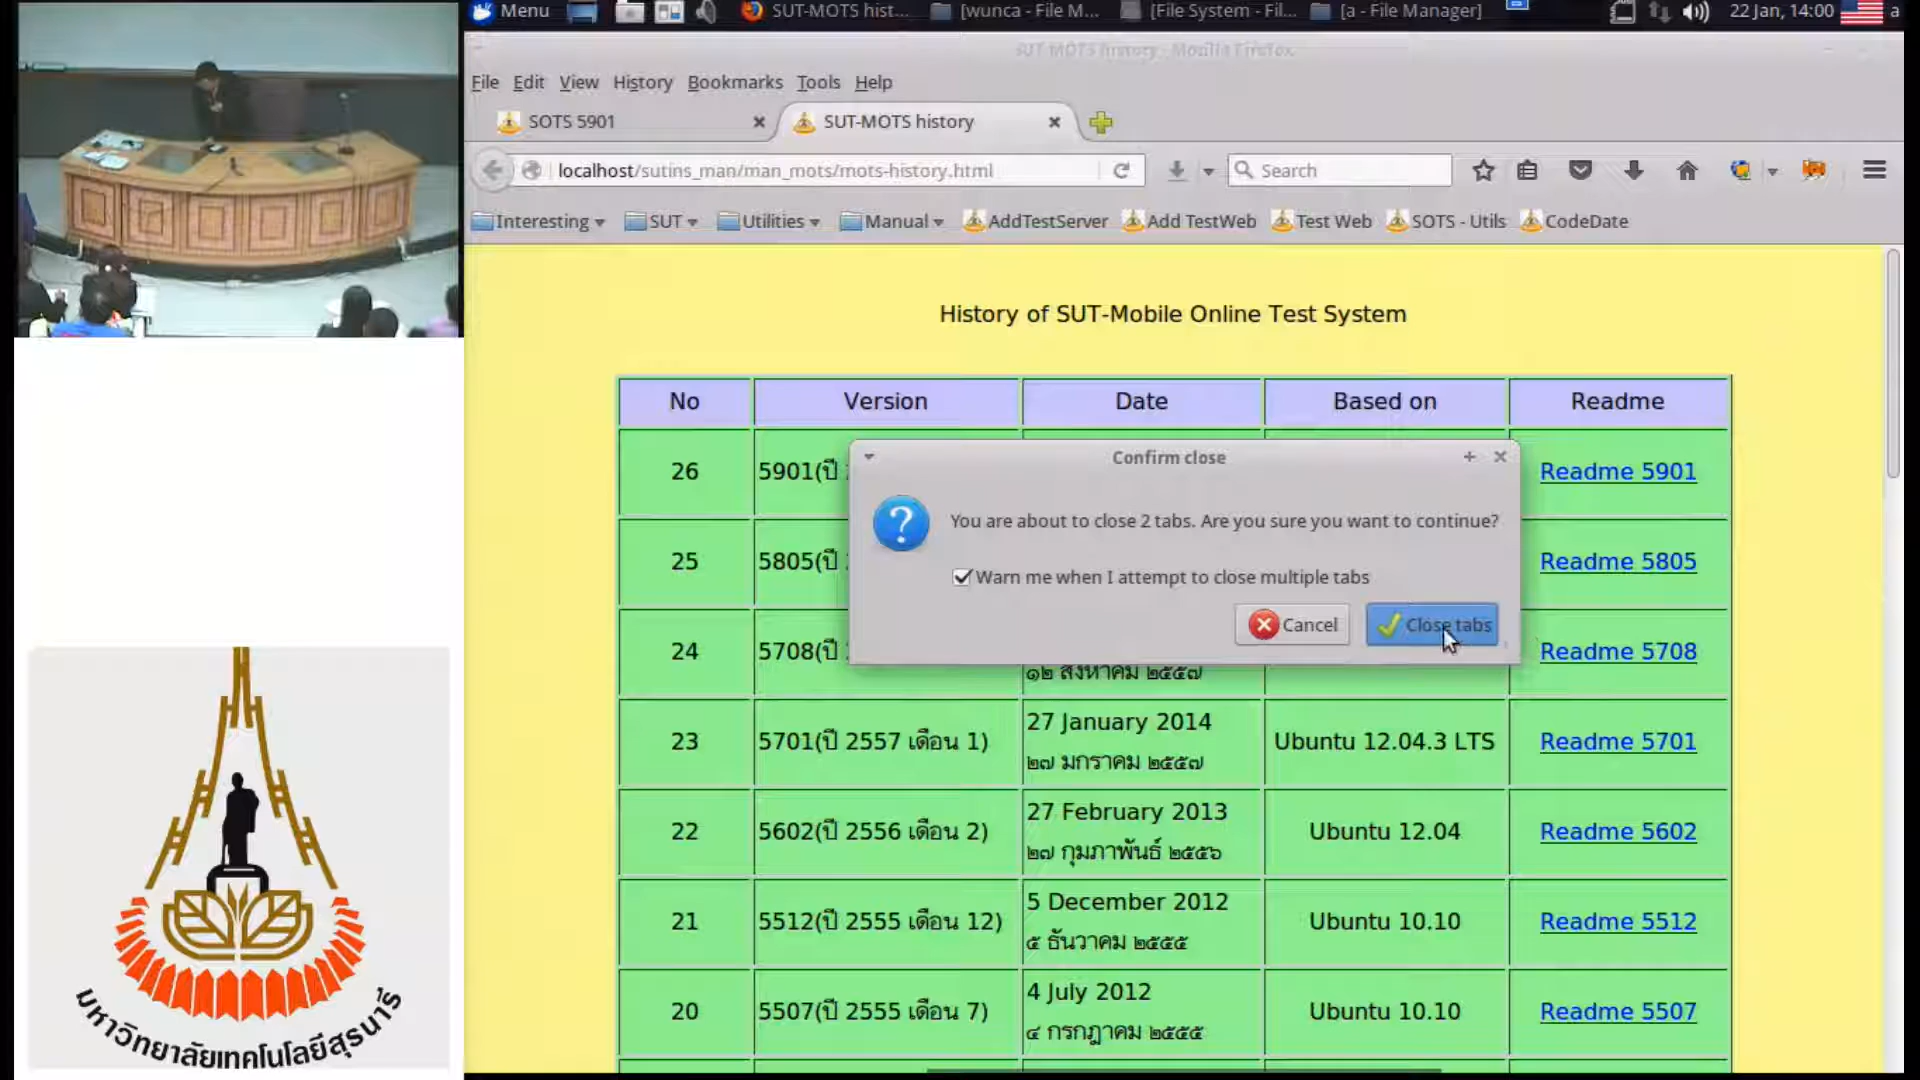 Menu
SUT-MOTS hist...
[wunca - File M...
[File System - Fil...
[a - File Manager]
22 Jan, 14:00
a
SUT-MOTS history - Mozilla Firefox
File Edit View History Bookmarks Tools Help
SOTS 5901
SUT-MOTS history
localhost/sutins_man/man_mots/mots-history.html
Search
Interesting SUT Utilities Manual AddTestServer Add TestWeb Test Web SOTS - Utils CodeDate
History of SUT-Mobile Online Test System
No Version Date Based on Readme
26 5901(ปี Readme 5901
25 5805(ปี Readme 5805
24 5708(ปี ๑๒ สิงหาคม ๒๕๕๗ Readme 5708
Confirm close
You are about to close 2 tabs. Are you sure you want to continue?
Warn me when I attempt to close multiple tabs
Cancel Close tabs
23 5701(ปี 2557 เดือน 1) 27 January 2014 Ubuntu 12.04.3 LTS Readme 5701
๒๗ มกราคม ๒๕๕๗
22 5602(ปี 2556 เดือน 2) 27 February 2013 Ubuntu 12.04 Readme 5602
๒๗ กุมภาพันธ์ ๒๕๕๖
21 5512(ปี 2555 เดือน 12) 5 December 2012 Ubuntu 10.10 Readme 5512
๕ ธันวาคม ๒๕๕๕
20 5507(ปี 2555 เดือน 7) 4 July 2012 Ubuntu 10.10 Readme 5507
๔ กรกฎาคม ๒๕๕๕
มหาวิทยาลัยเทคโนโลยีสุรนารี